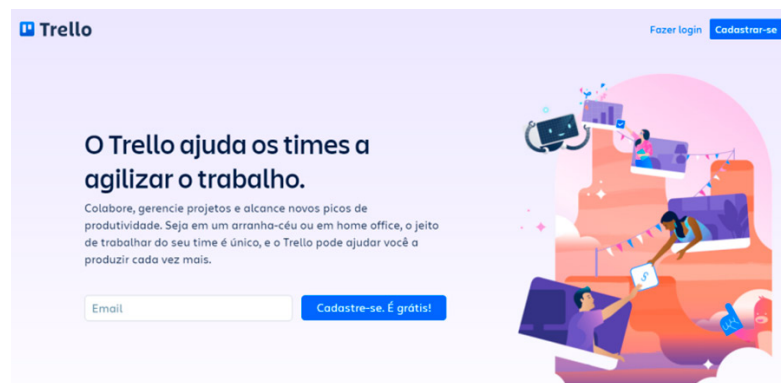 Trello
Fazer login
Cadastrar-se
O Trello ajuda os times a
agilizar o trabalho.
Colabore, gerencie projetos e alcance novos picos de
produtividade. Seja em um arranha-céu ou em home office, o jeito
de trabalhar do seu time é único, e o Trello pode ajudar você a
produzir cada vez mais.
Email
Cadastre-se. É grátis!